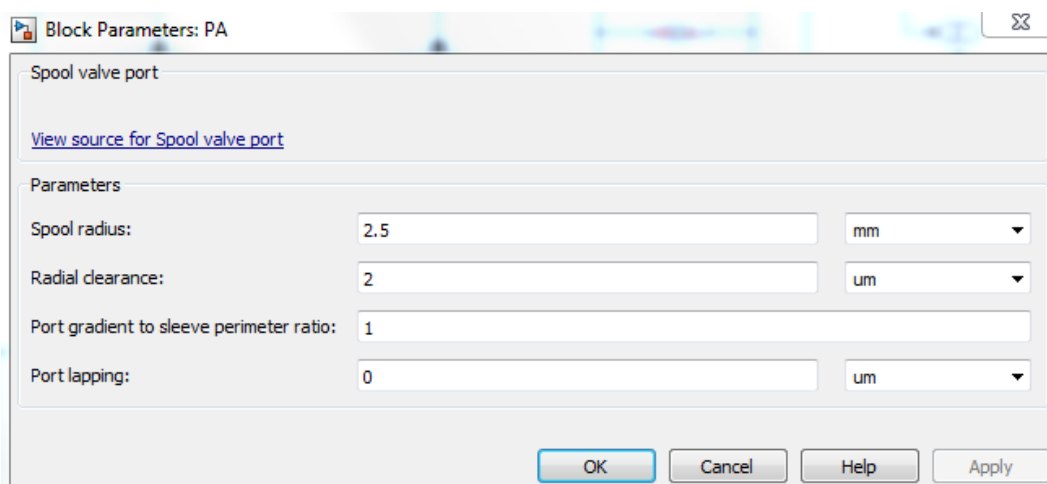 Block Parameters: PA
Spool valve port
View source for Spool valve port
Parameters
Spool radius: 2.5 mm
Radial clearance: 2 um
Port gradient to sleeve perimeter ratio: 1
Port lapping: 0 um
OK Cancel Help Apply